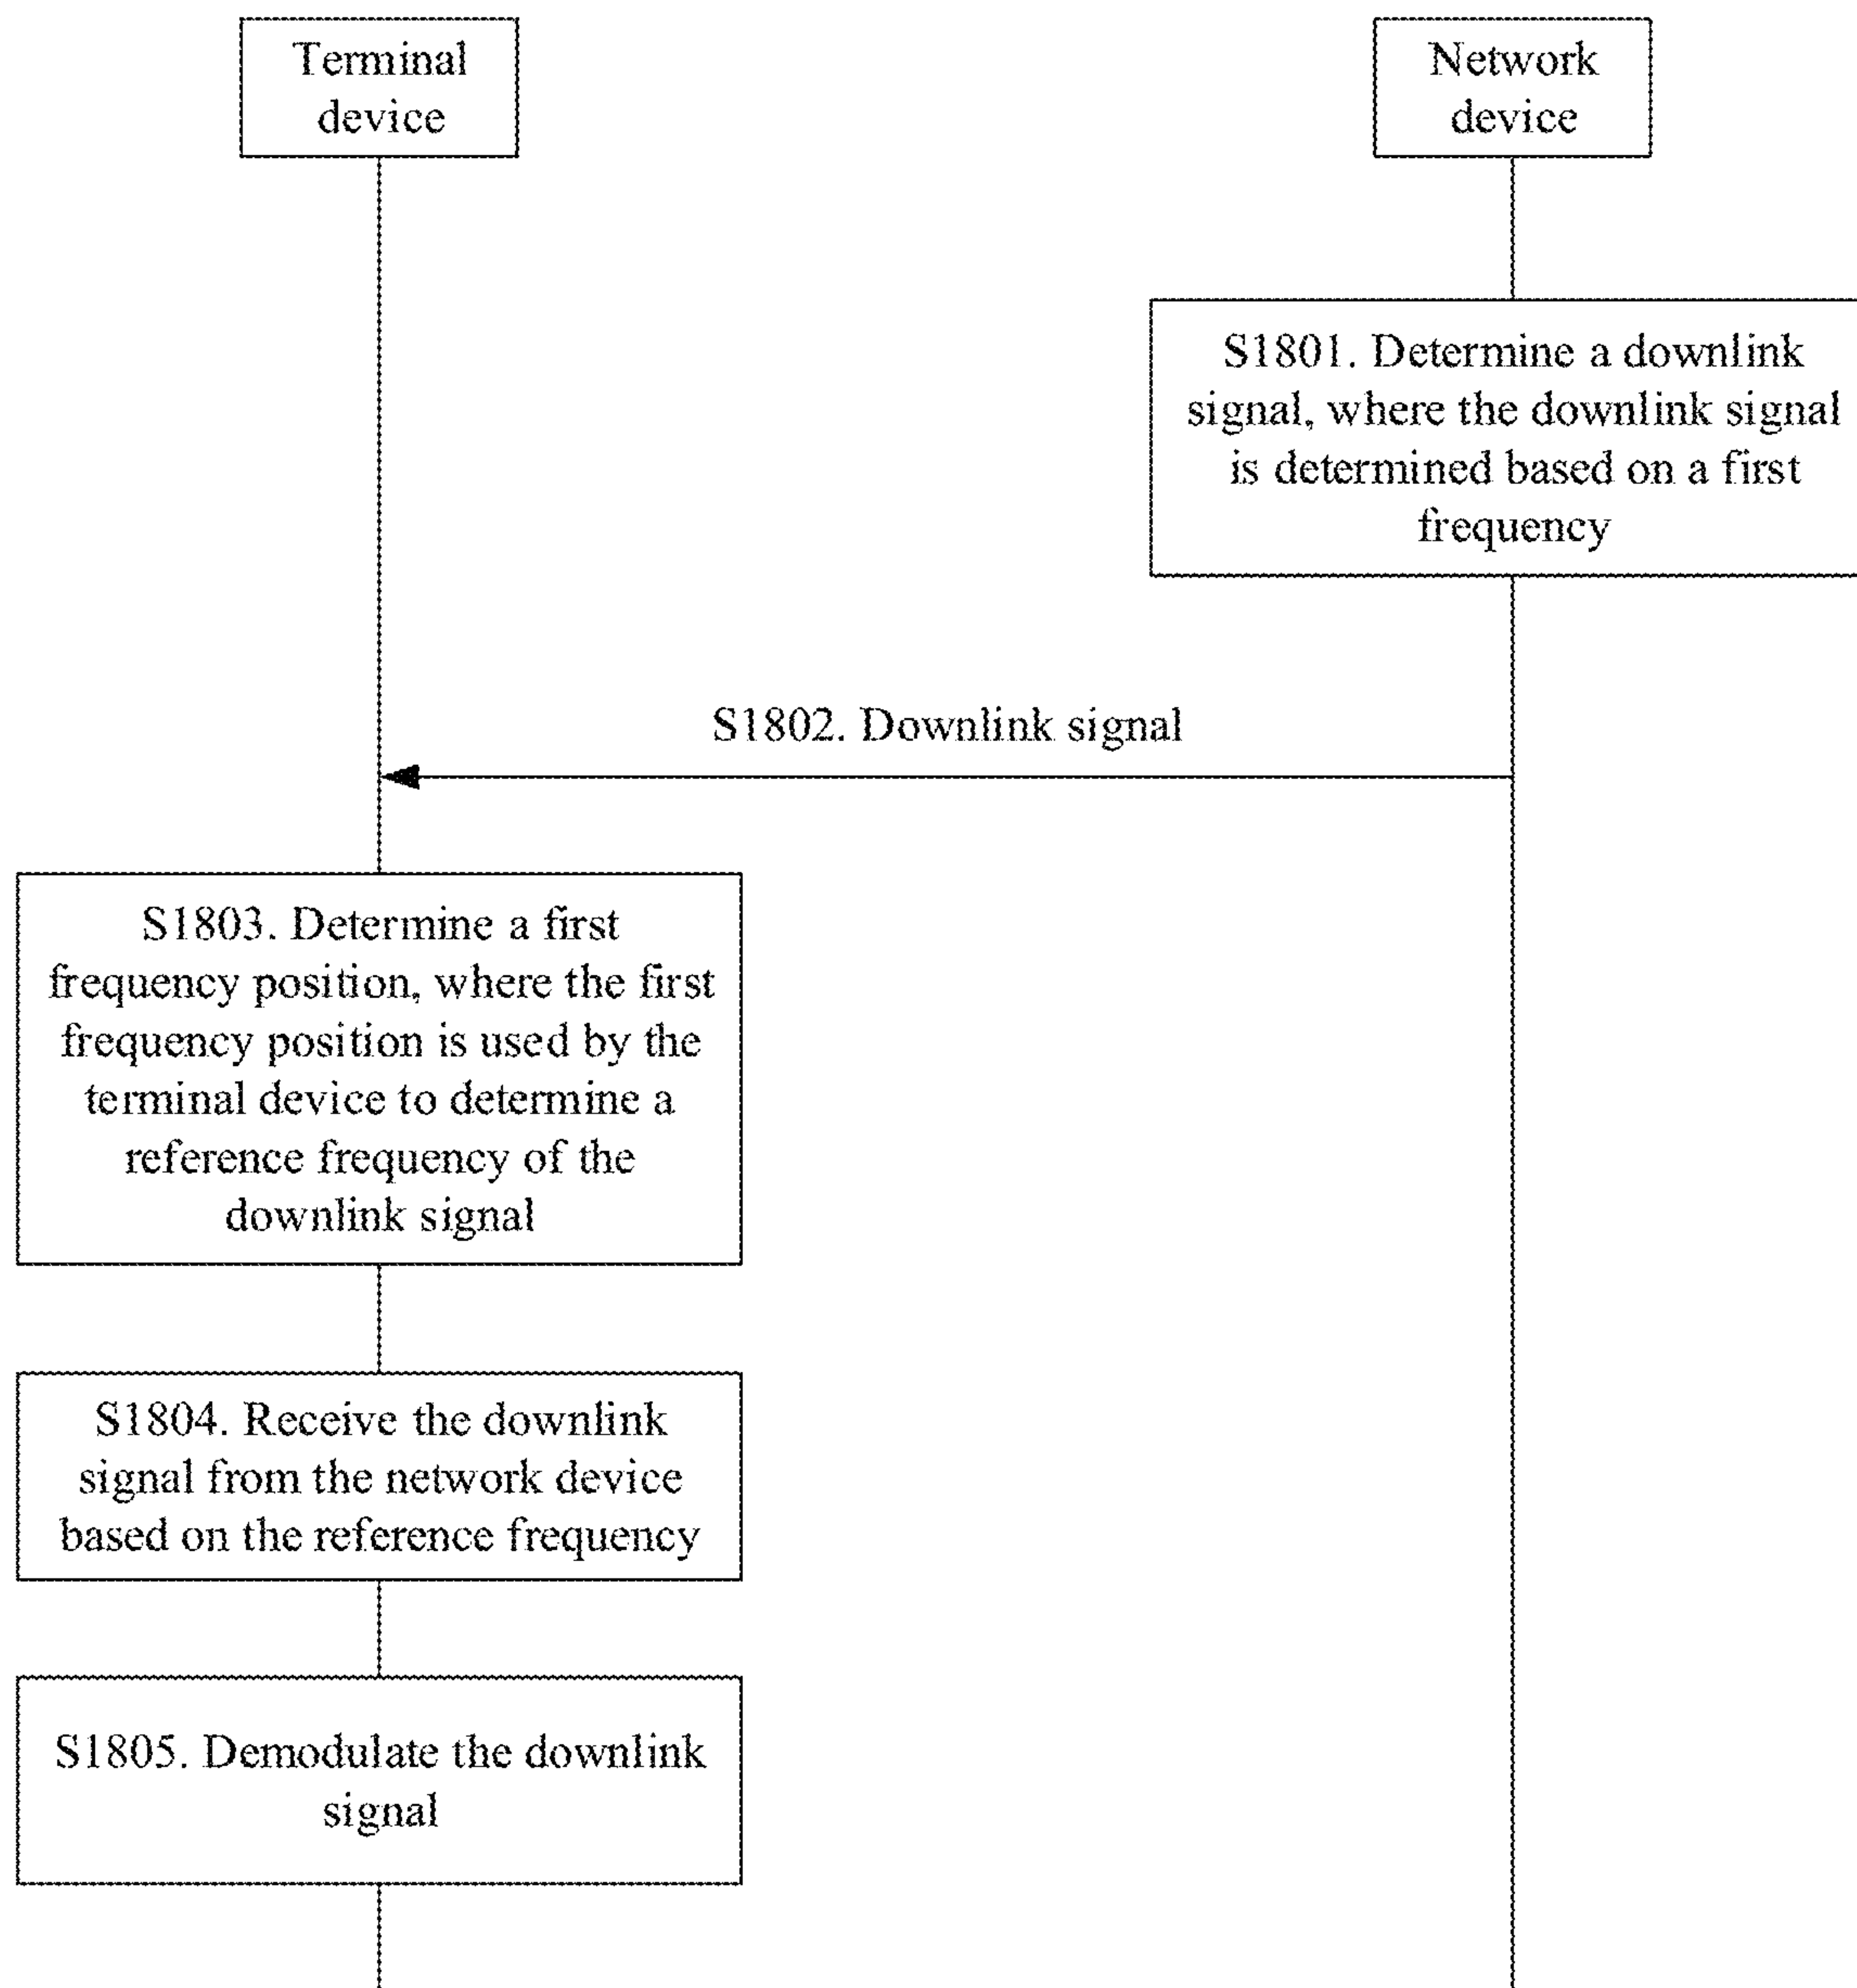 Terminal
device
Network
device
S1801. Determine a downlink
signal, where the downlink signal
is determined based on a first
frequency
S1802. Downlink signal
S1803. Determine a first
frequency position, where the first
frequency position is used by the
terminal device to determine a
reference frequency of the
downlink signal
S1804. Receive the downlink
signal from the network device
based on the reference frequency
S1805. Demodulate the downlink
signal